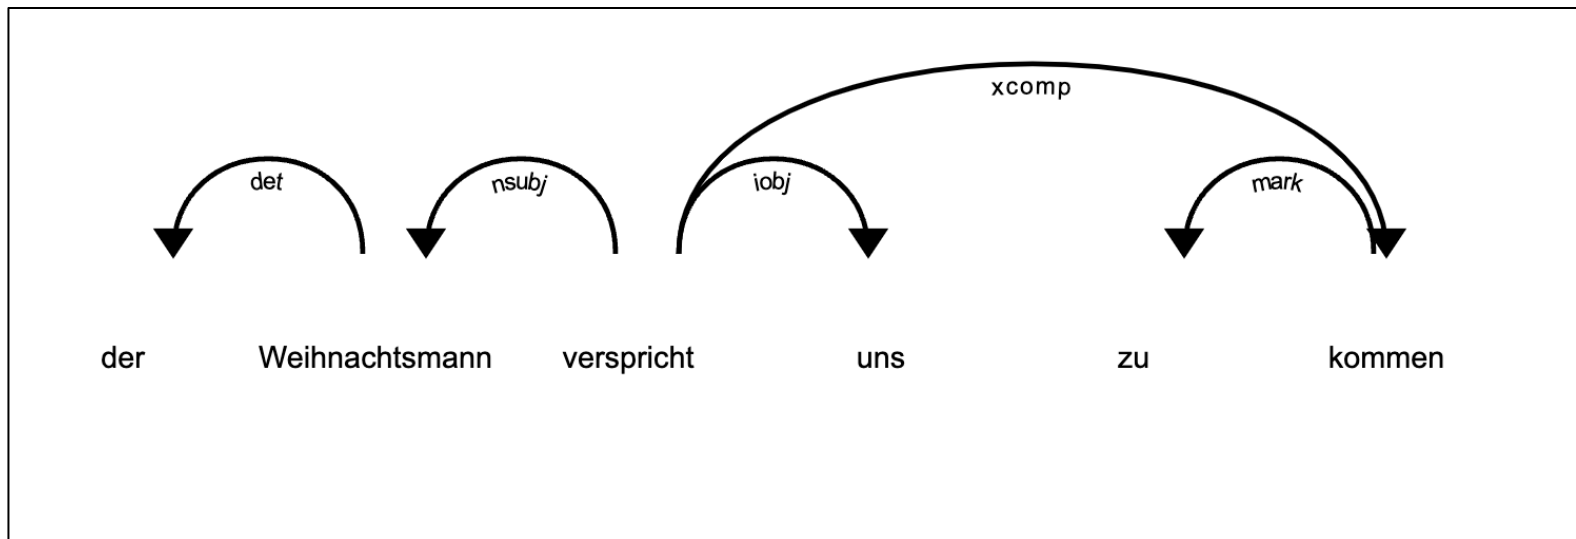 xcomp
det nsubj iobj mark
der Weihnachtsmann verspricht uns zu kommen